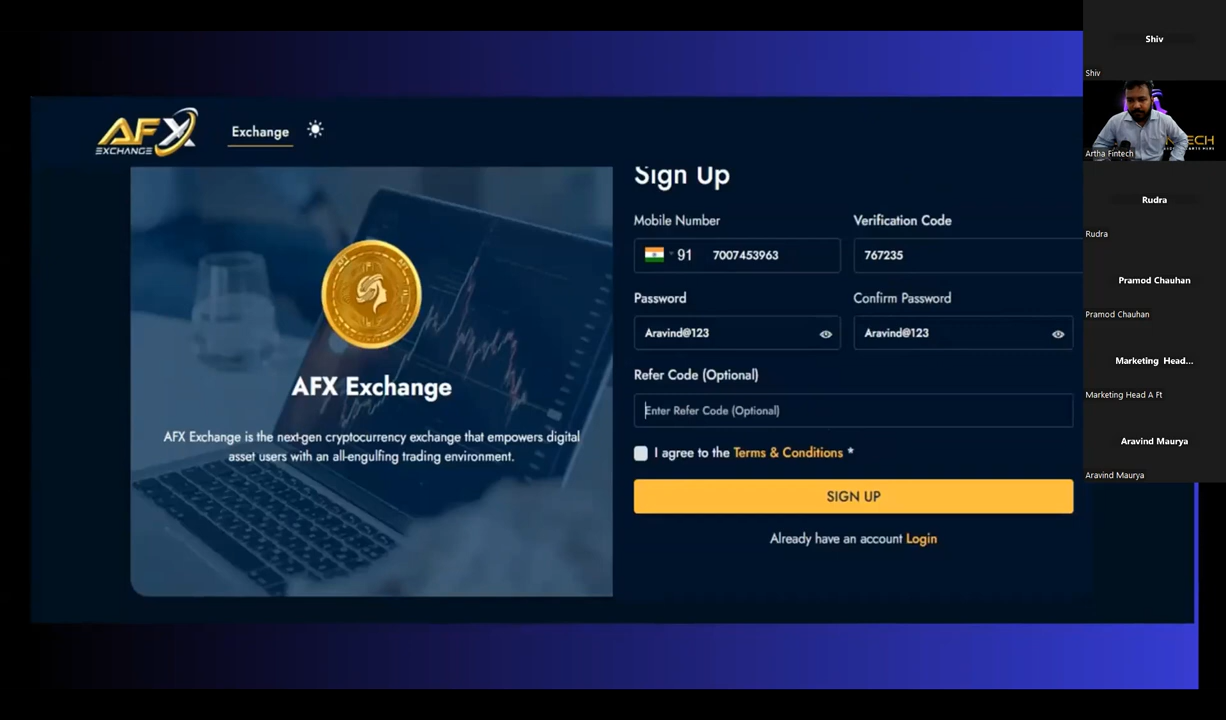 AFX
EXCHANGE
Exchange
Sign Up
Mobile Number
Verification Code
91 7007453963
767235
Password
Confirm Password
Aravind@123
Aravind@123
Refer Code (Optional)
Enter Refer Code (Optional)
I agree to the Terms & Conditions *
SIGN UP
Already have an account Login
AFX Exchange
AFX Exchange is the next-gen cryptocurrency exchange that empowers digital
asset users with an all-engulfing trading environment.
Shiv
Shiv
Artha Fintech
Rudra
Rudra
Pramod Chauhan
Pramod Chauhan
Marketing Head...
Marketing Head A Ft
Aravind Maurya
Aravind Maurya